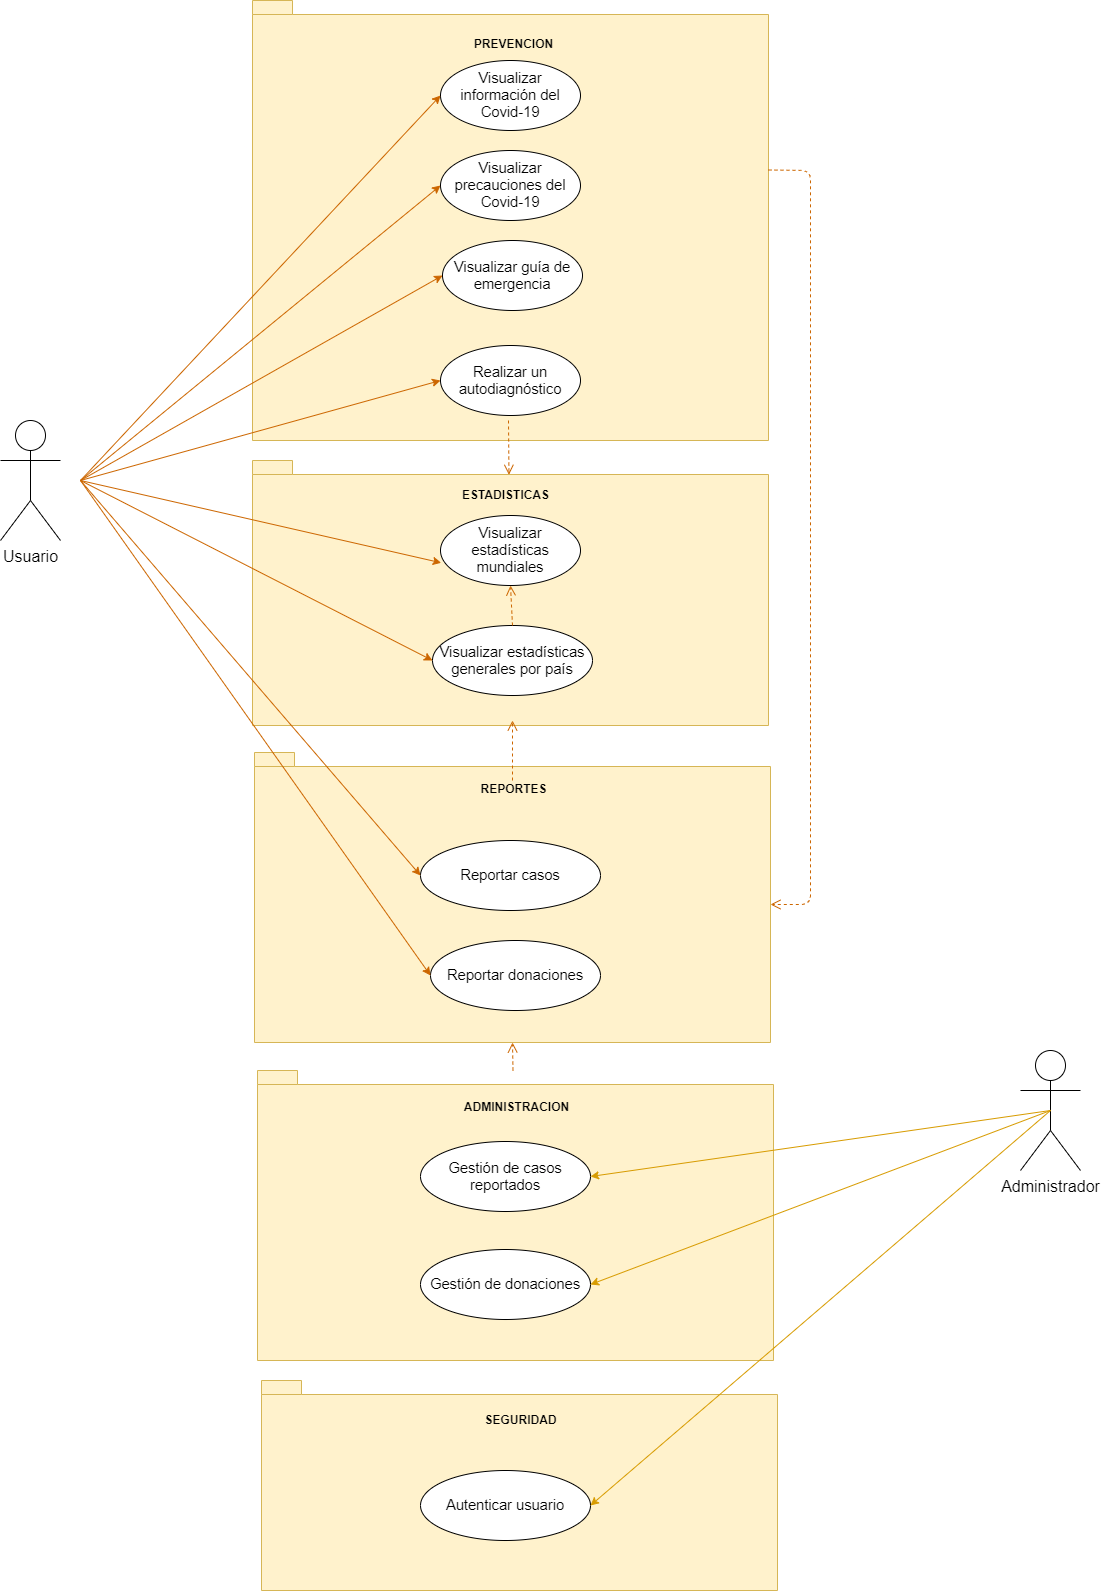 PREVENCION
Visualizar
información del
Covid-19
Visualizar
precauciones del
Covid-19
Visualizar guía de
emergencia
Realizar un
autodiagnóstico
Usuario
ESTADISTICAS
Visualizar
estadísticas
mundiales
Visualizar estadísticas
generales por país
REPORTES
Reportar casos
Reportar donaciones
ADMINISTRACION
Gestión de casos
reportados
Administrador
Gestión de donaciones
SEGURIDAD
Autenticar usuario